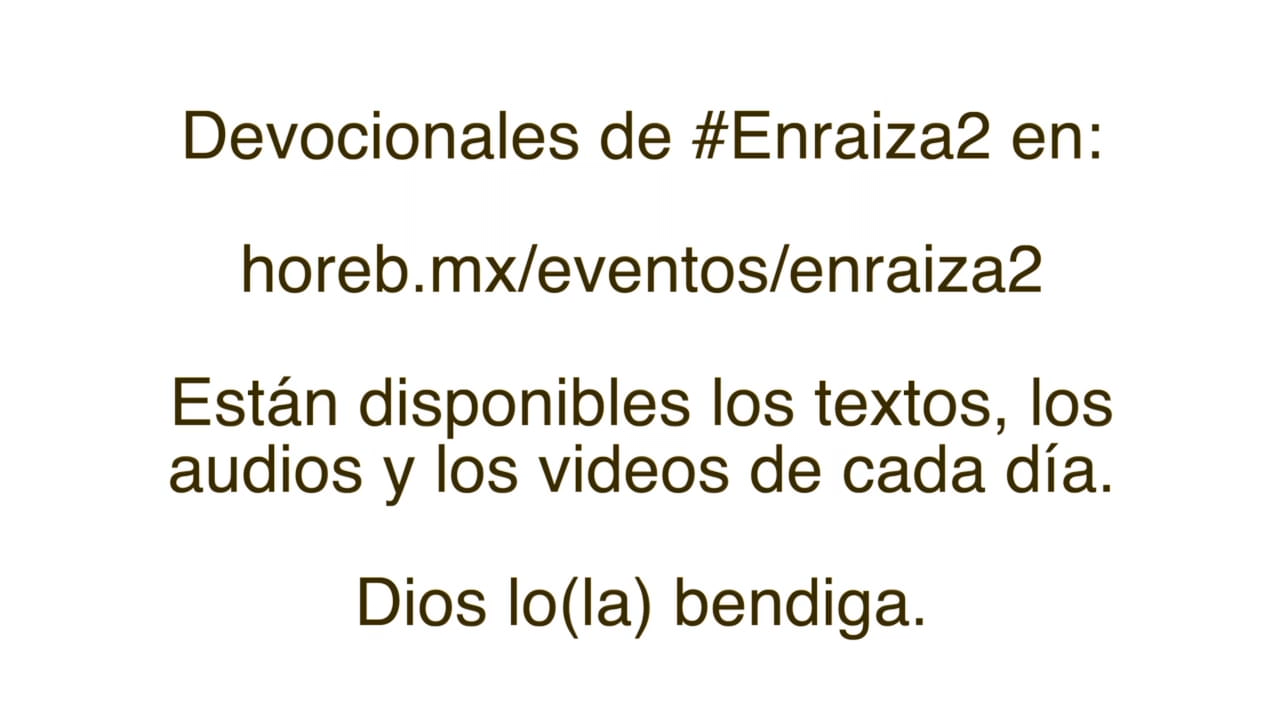 Devocionales de #Enraiza2 en:
horeb.mx/eventos/enraiza2
Están disponibles los textos, los
audios y los videos de cada día.
Dios lo(la) bendiga.